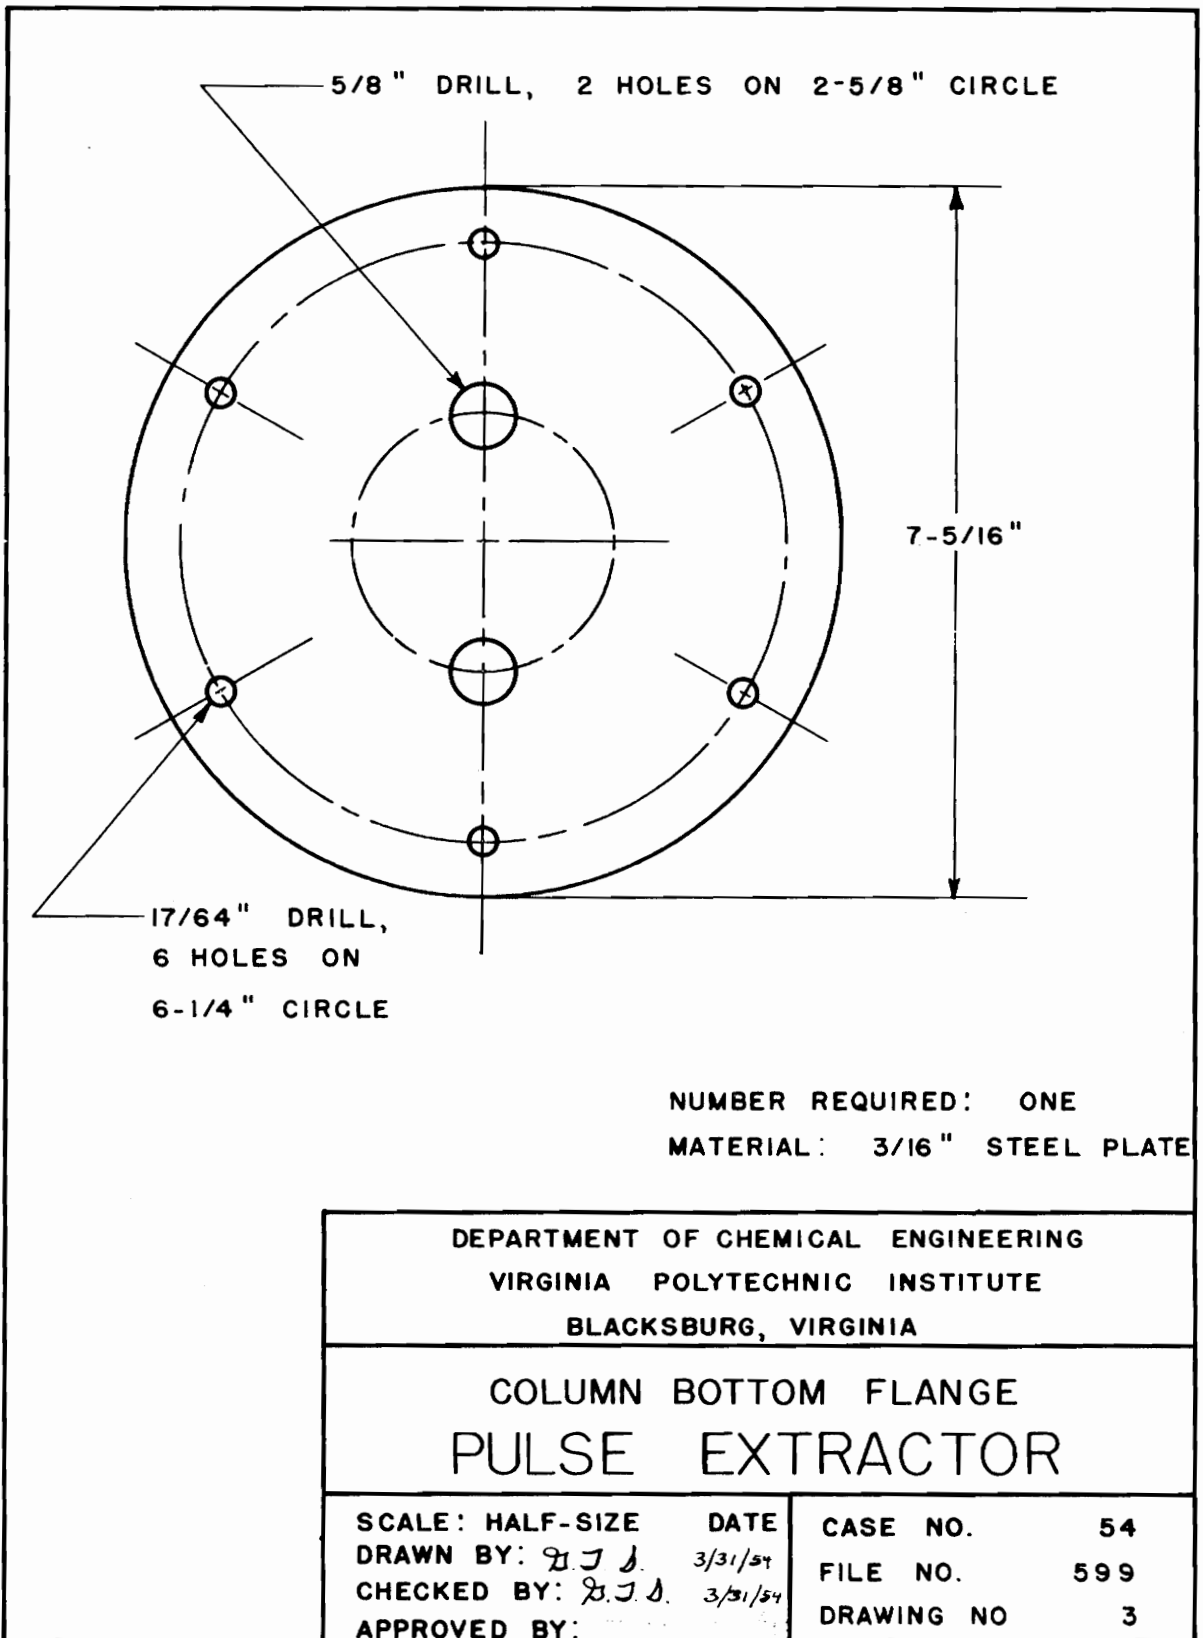 5/8" DRILL, 2 HOLES ON 2-5/8" CIRCLE
7-5/16"
17/64" DRILL,
6 HOLES ON
6-1/4" CIRCLE
NUMBER REQUIRED: ONE
MATERIAL: 3/16" STEEL PLATE
DEPARTMENT OF CHEMICAL ENGINEERING
VIRGINIA POLYTECHNIC INSTITUTE
BLACKSBURG, VIRGINIA
COLUMN BOTTOM FLANGE
PULSE EXTRACTOR
SCALE: HALF-SIZE DATE
DRAWN BY: 3/31/54
CHECKED BY: 3/31/54
APPROVED BY:
CASE NO. 54
FILE NO. 599
DRAWING NO 3